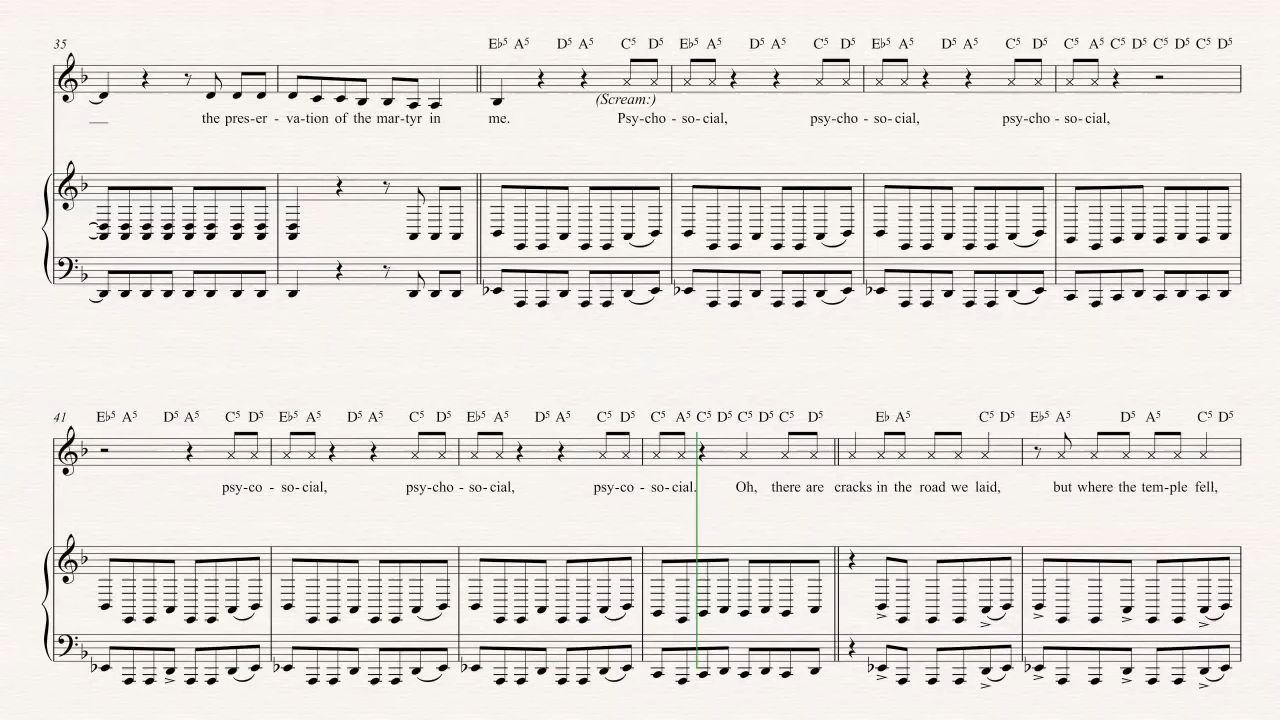 35
E♭5 A5 D5 A5 C5 D5 E♭5 A5 D5 A5 C5 D5 E♭5 A5 D5 A5 C5 D5 C5 A5 C5 D5 C5 D5 C5 D5
(Scream:)
the pres-er - va-tion of the mar-tyr in me. Psy-cho - so-cial, psy-cho - so-cial, psy-cho - so-cial,
41
E♭5 A5 D5 A5 C5 D5 E♭5 A5 D5 A5 C5 D5 E♭5 A5 D5 A5 C5 D5 C5 A5 C5 D5 C5 D5 C5 D5 E♭ A5 C5 D5 E♭5 A5 D5 A5 C5 D5
psy-co - so-cial, psy-cho - so-cial, psy-co - so-cial. Oh, there are cracks in the road we laid, but where the tem-ple fell,